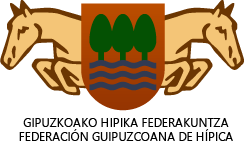 GIPUZKOAKO HIPIKA FEDERAKUNTZA
FEDERACIÓN GUIPUZCOANA DE HÍPICA